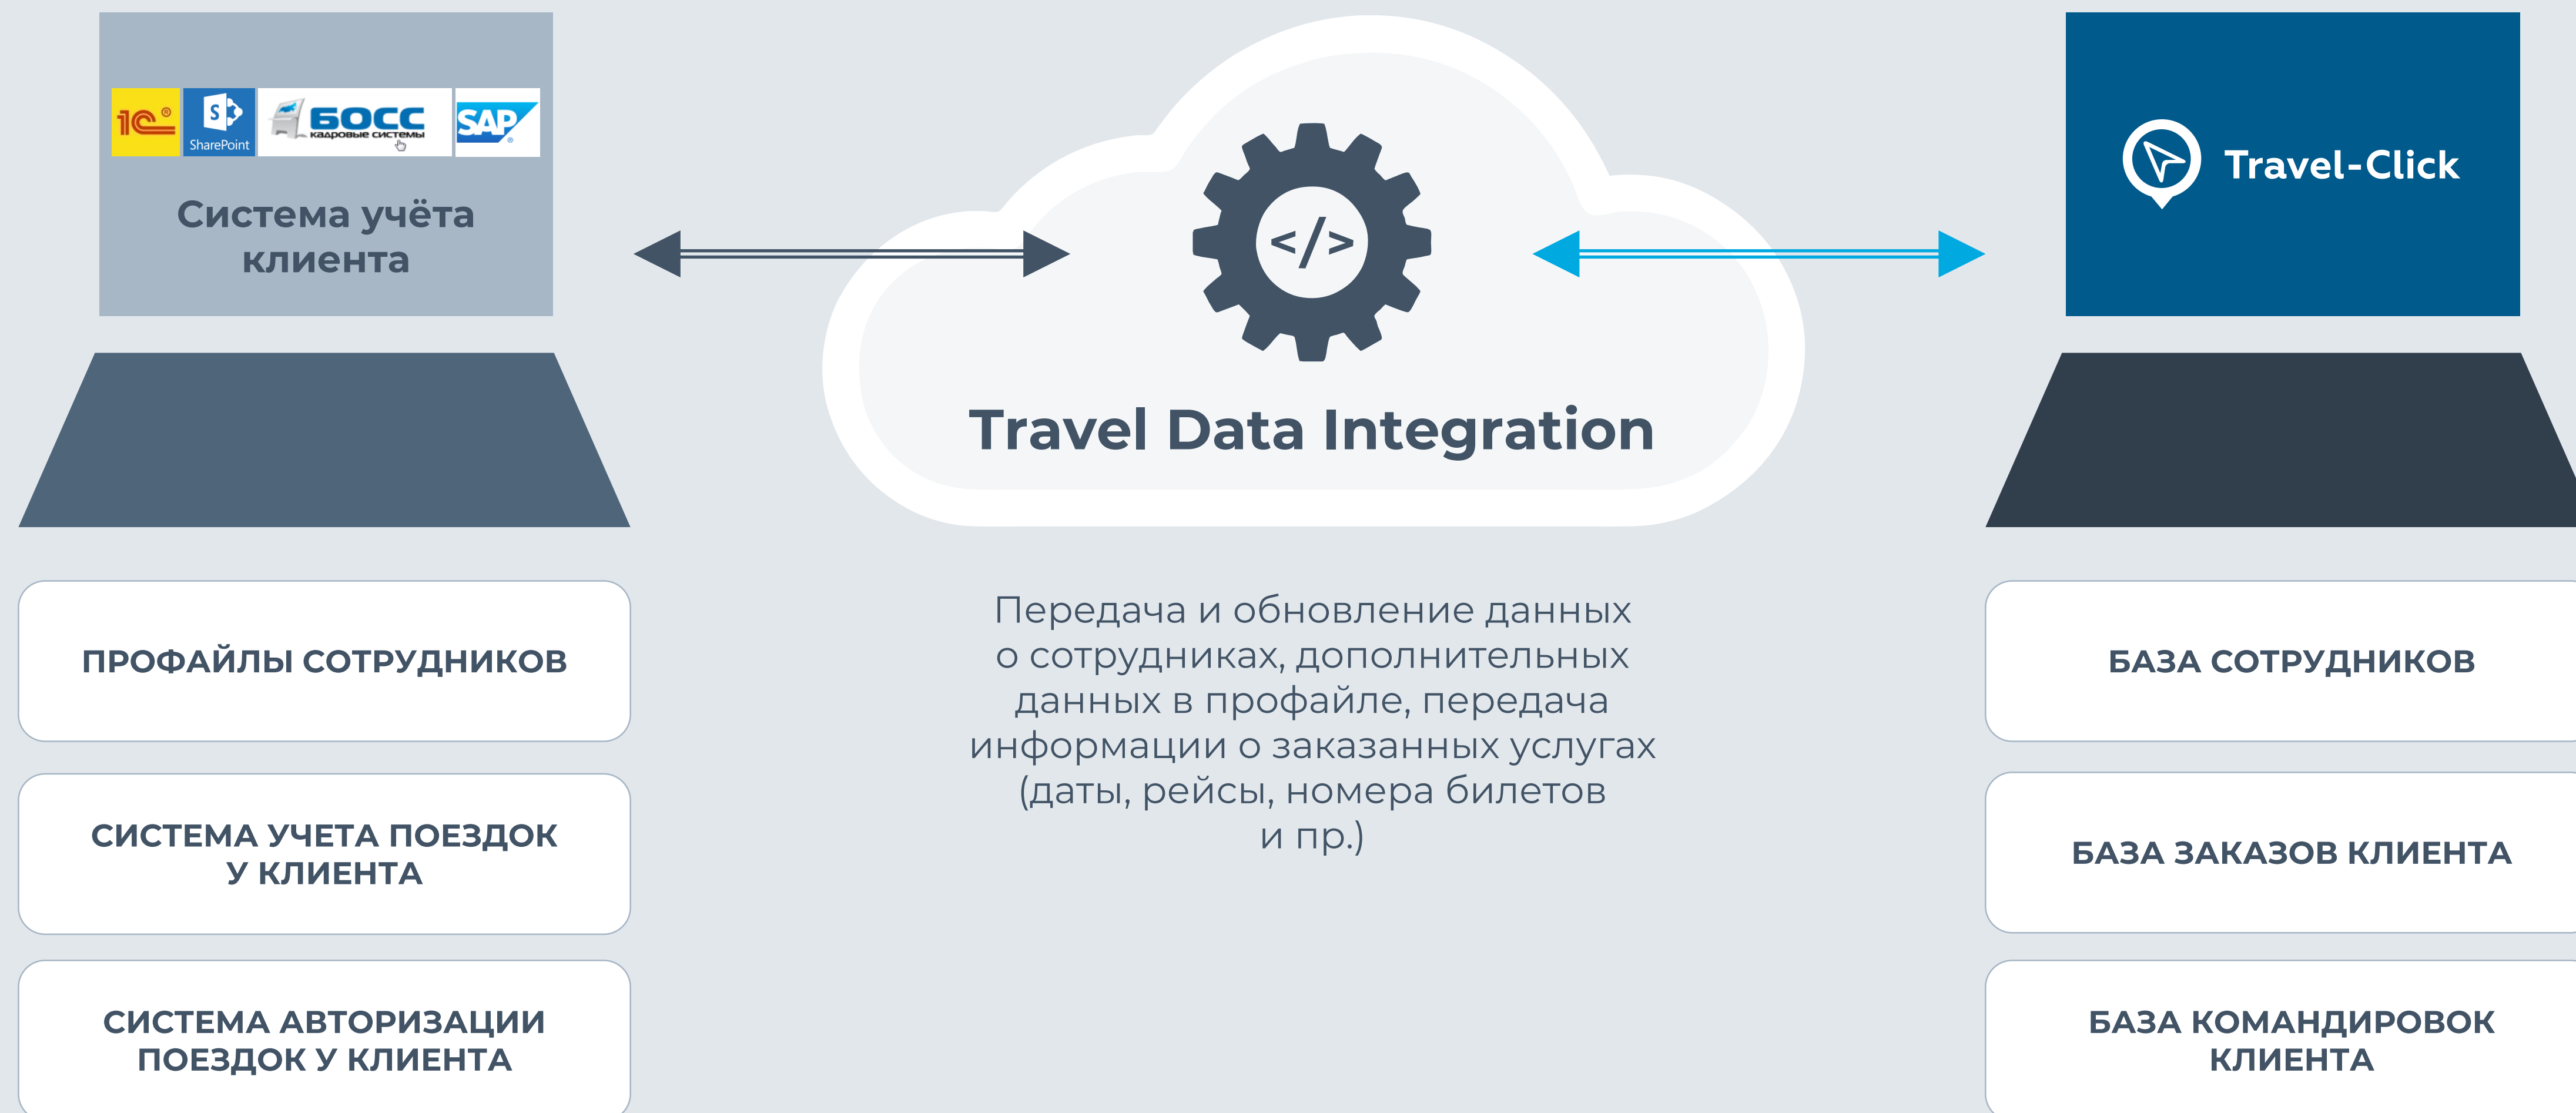 1С®
SharePoint
БОСС
кадровые системы
SAP®
Система учёта
клиента
</>
Travel Data Integration
Travel-Click
ПРОФАЙЛЫ СОТРУДНИКОВ
СИСТЕМА УЧЕТА ПОЕЗДОК
У КЛИЕНТА
СИСТЕМА АВТОРИЗАЦИИ
ПОЕЗДОК У КЛИЕНТА
Передача и обновление данных
о сотрудниках, дополнительных
данных в профайле, передача
информации о заказанных услугах
(даты, рейсы, номера билетов
и пр.)
БАЗА СОТРУДНИКОВ
БАЗА ЗАКАЗОВ КЛИЕНТА
БАЗА КОМАНДИРОВОК
КЛИЕНТА